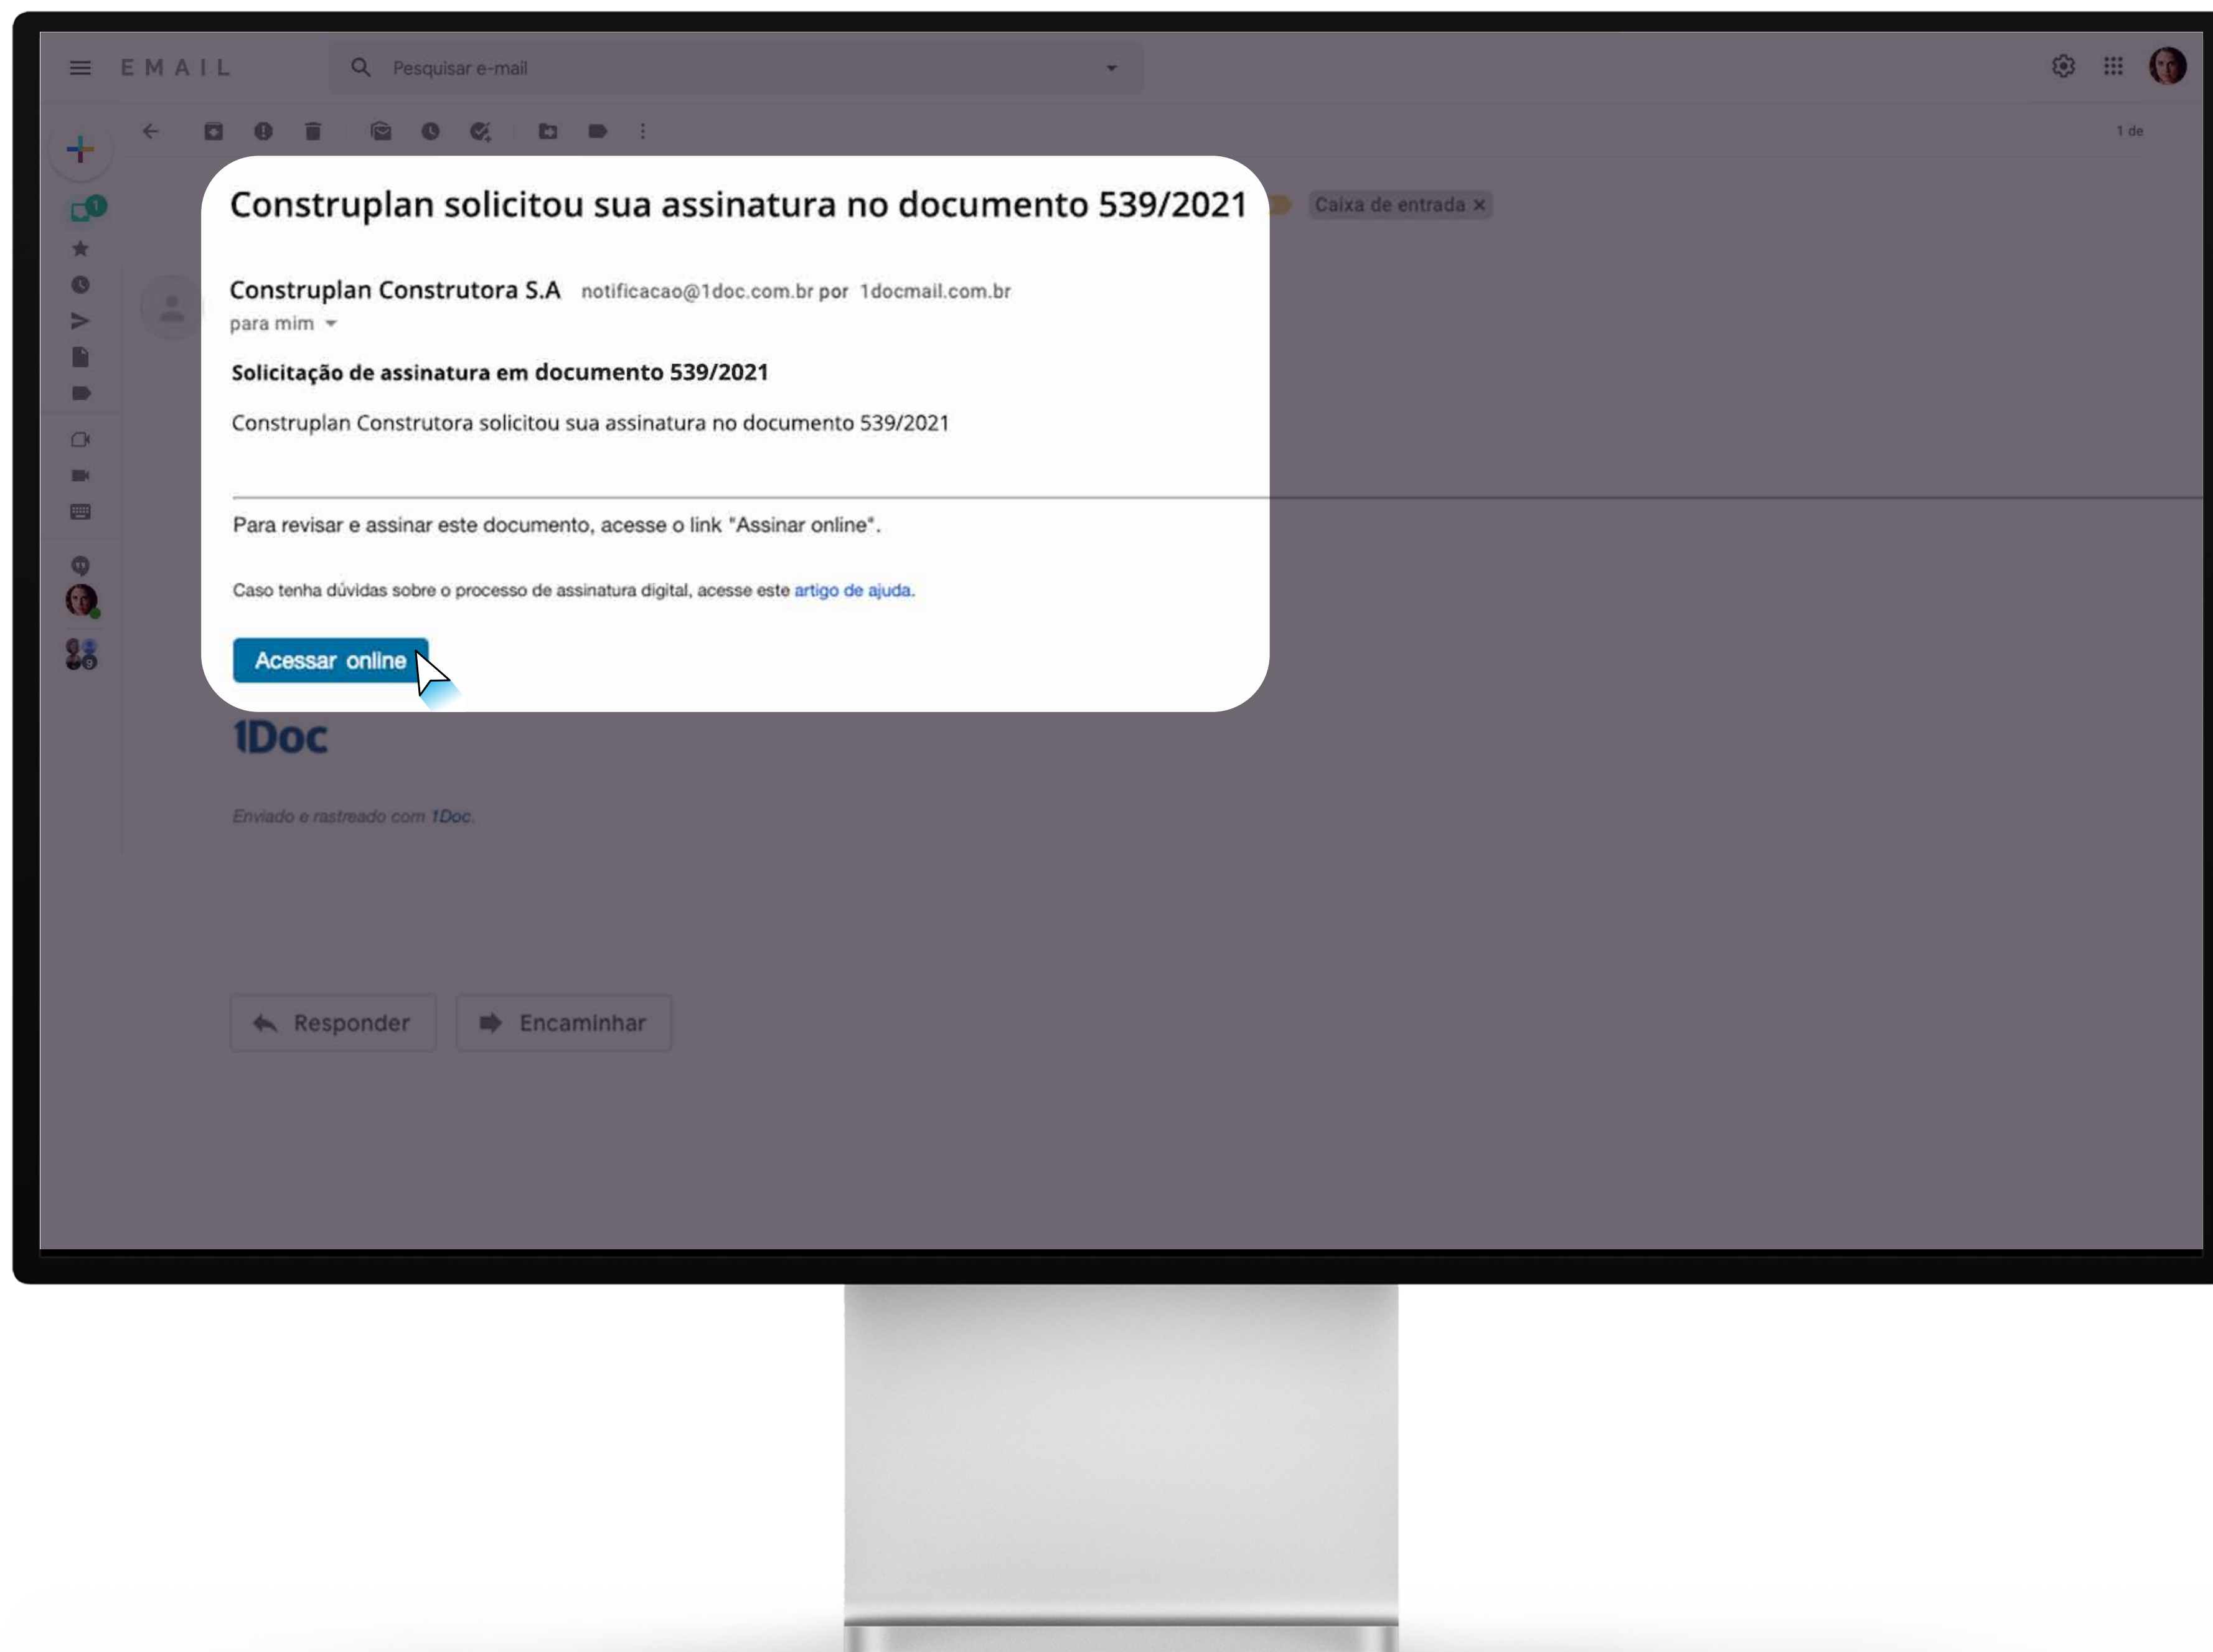 EMAIL
Pesquisar e-mail
1 de
1
Construplan solicitou sua assinatura no documento 539/2021
Caixa de entrada ×
Construplan Construtora S.A notificacao@1doc.com.br por 1docmail.com.br
para mim
Solicitação de assinatura em documento 539/2021
Construplan Construtora solicitou sua assinatura no documento 539/2021
Para revisar e assinar este documento, acesse o link "Assinar online".
Caso tenha dúvidas sobre o processo de assinatura digital, acesse este artigo de ajuda.
Acessar online
9
1Doc
Enviado e rastreado com 1Doc.
Responder
Encaminhar